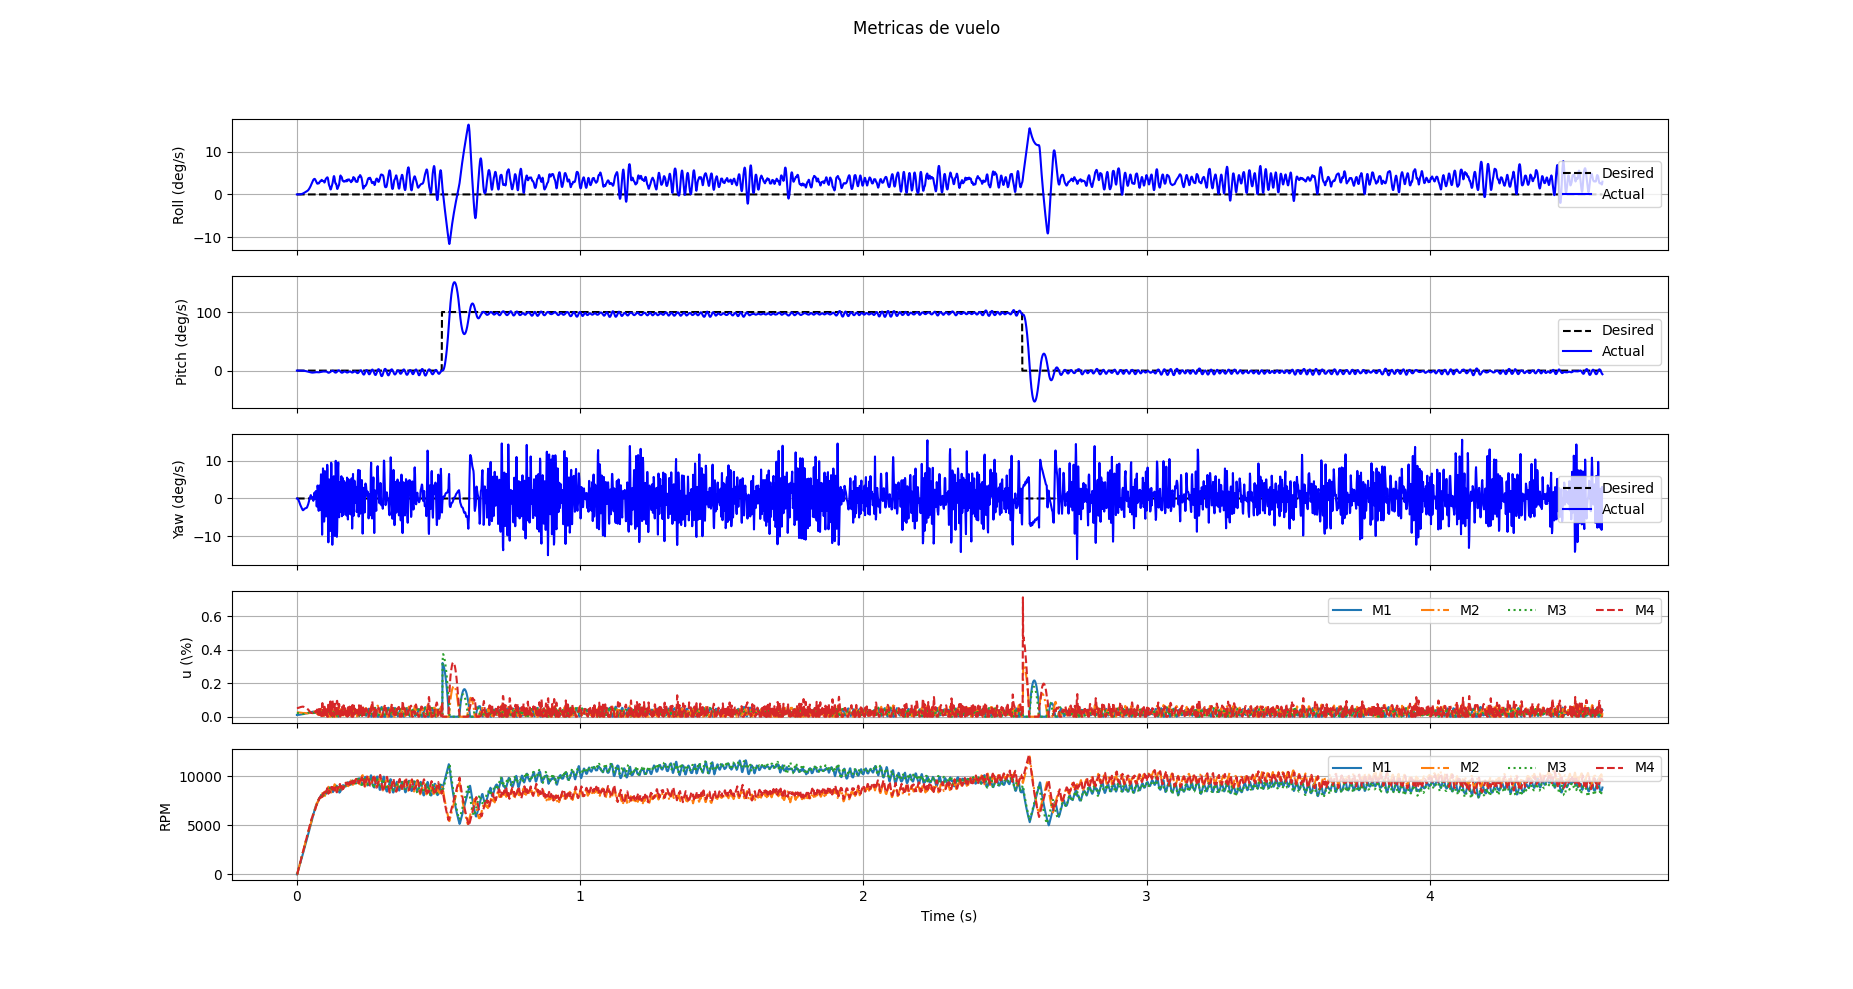 Metricas de vuelo
Roll (deg/s)
10
0
−10
Desired
Actual
Pitch (deg/s)
100
0
Desired
Actual
Yaw (deg/s)
10
0
−10
Desired
Actual
u (\%)
0.6
0.4
0.2
0.0
M1 M2 M3 M4
RPM
10000
5000
0
M1 M2 M3 M4
0 1 2 3 4
Time (s)